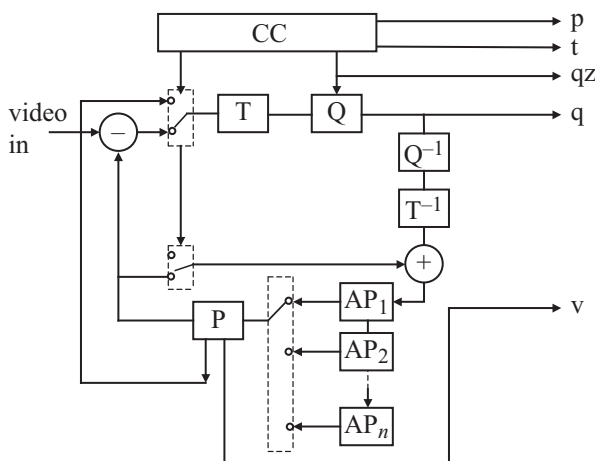 CC
p
t
qz
video
in
−
T
Q
q
Q⁻¹
T⁻¹
+
P
AP₁
v
AP₂
APₙ